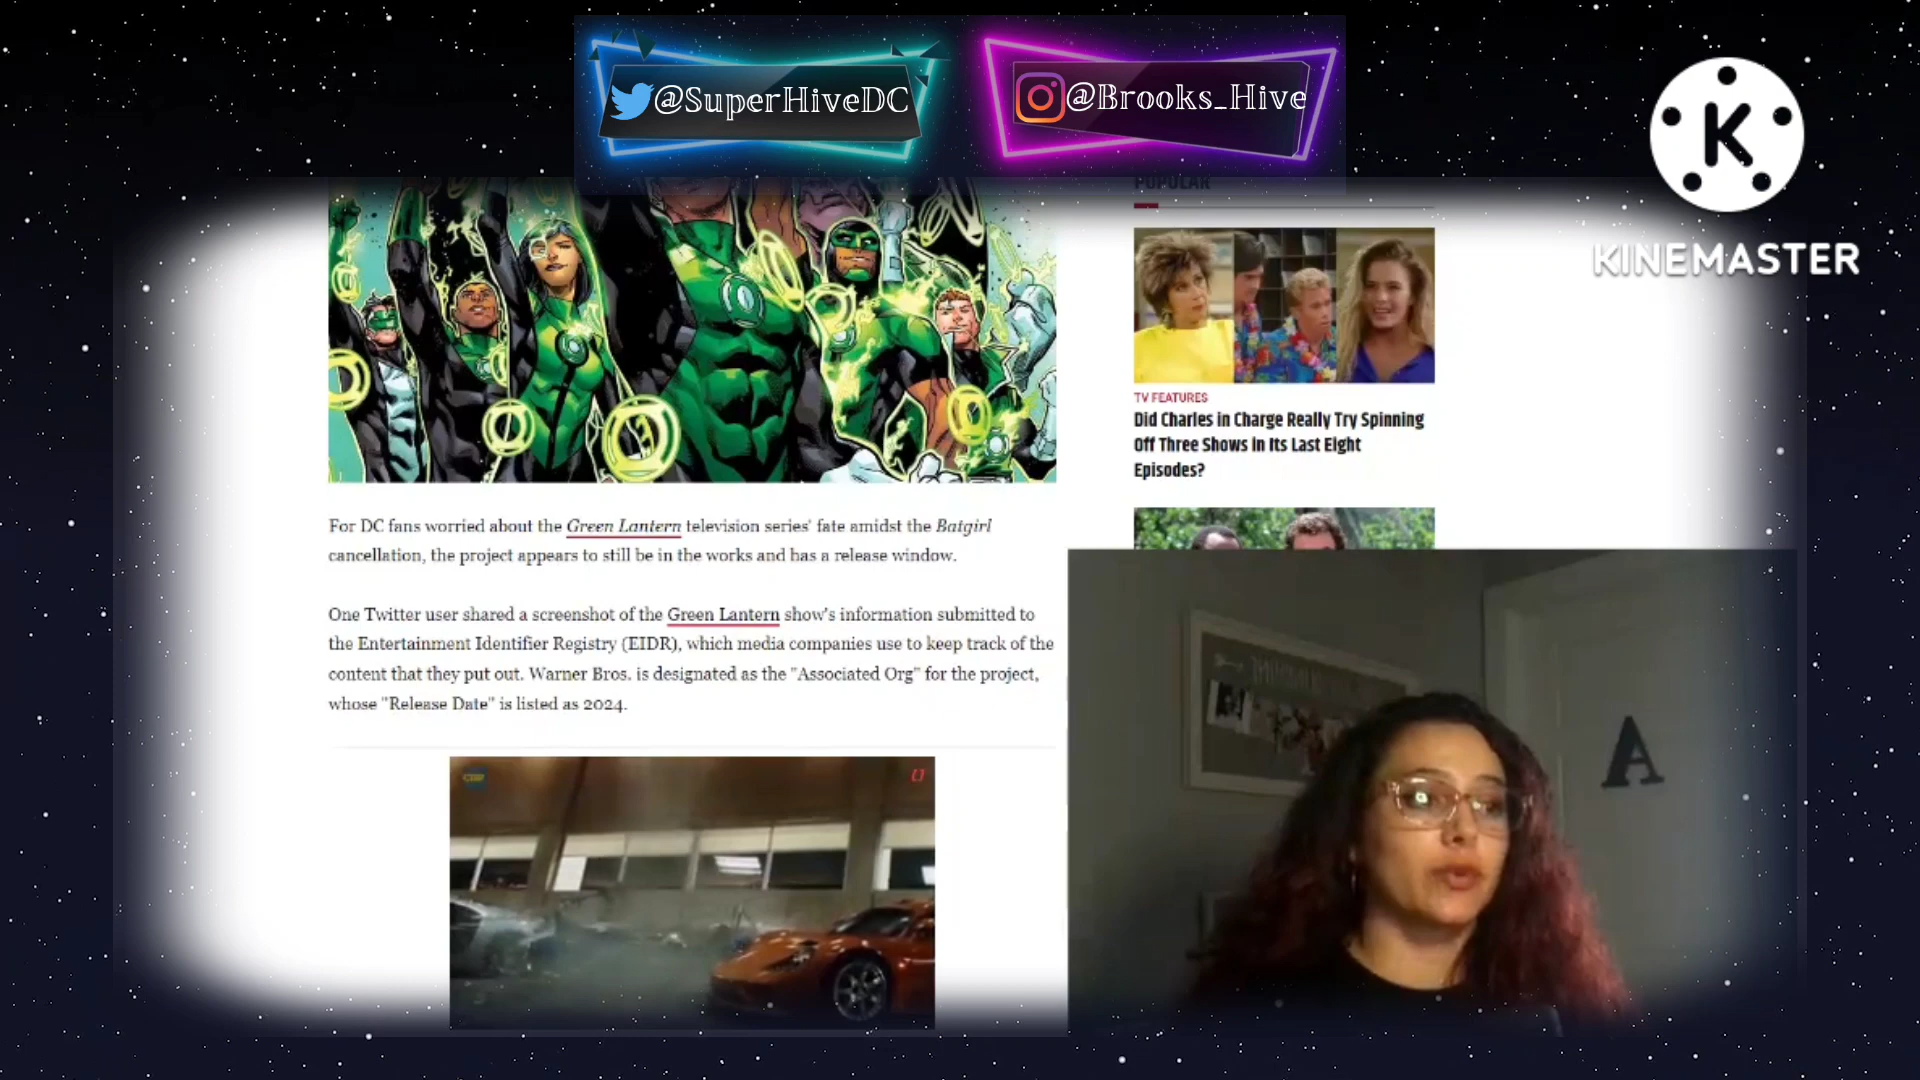 @SuperHiveDC
@Brooks_Hive
KINEMASTER
POPULAR
TV FEATURES
Did Charles in Charge Really Try Spinning
Off Three Shows in Its Last Eight
Episodes?
For DC fans worried about the Green Lantern television series' fate amidst the Batgirl
cancellation, the project appears to still be in the works and has a release window.
One Twitter user shared a screenshot of the Green Lantern show's information submitted to
the Entertainment Identifier Registry (EIDR), which media companies use to keep track of the
content that they put out. Warner Bros. is designated as the "Associated Org" for the project,
whose "Release Date" is listed as 2024.
A